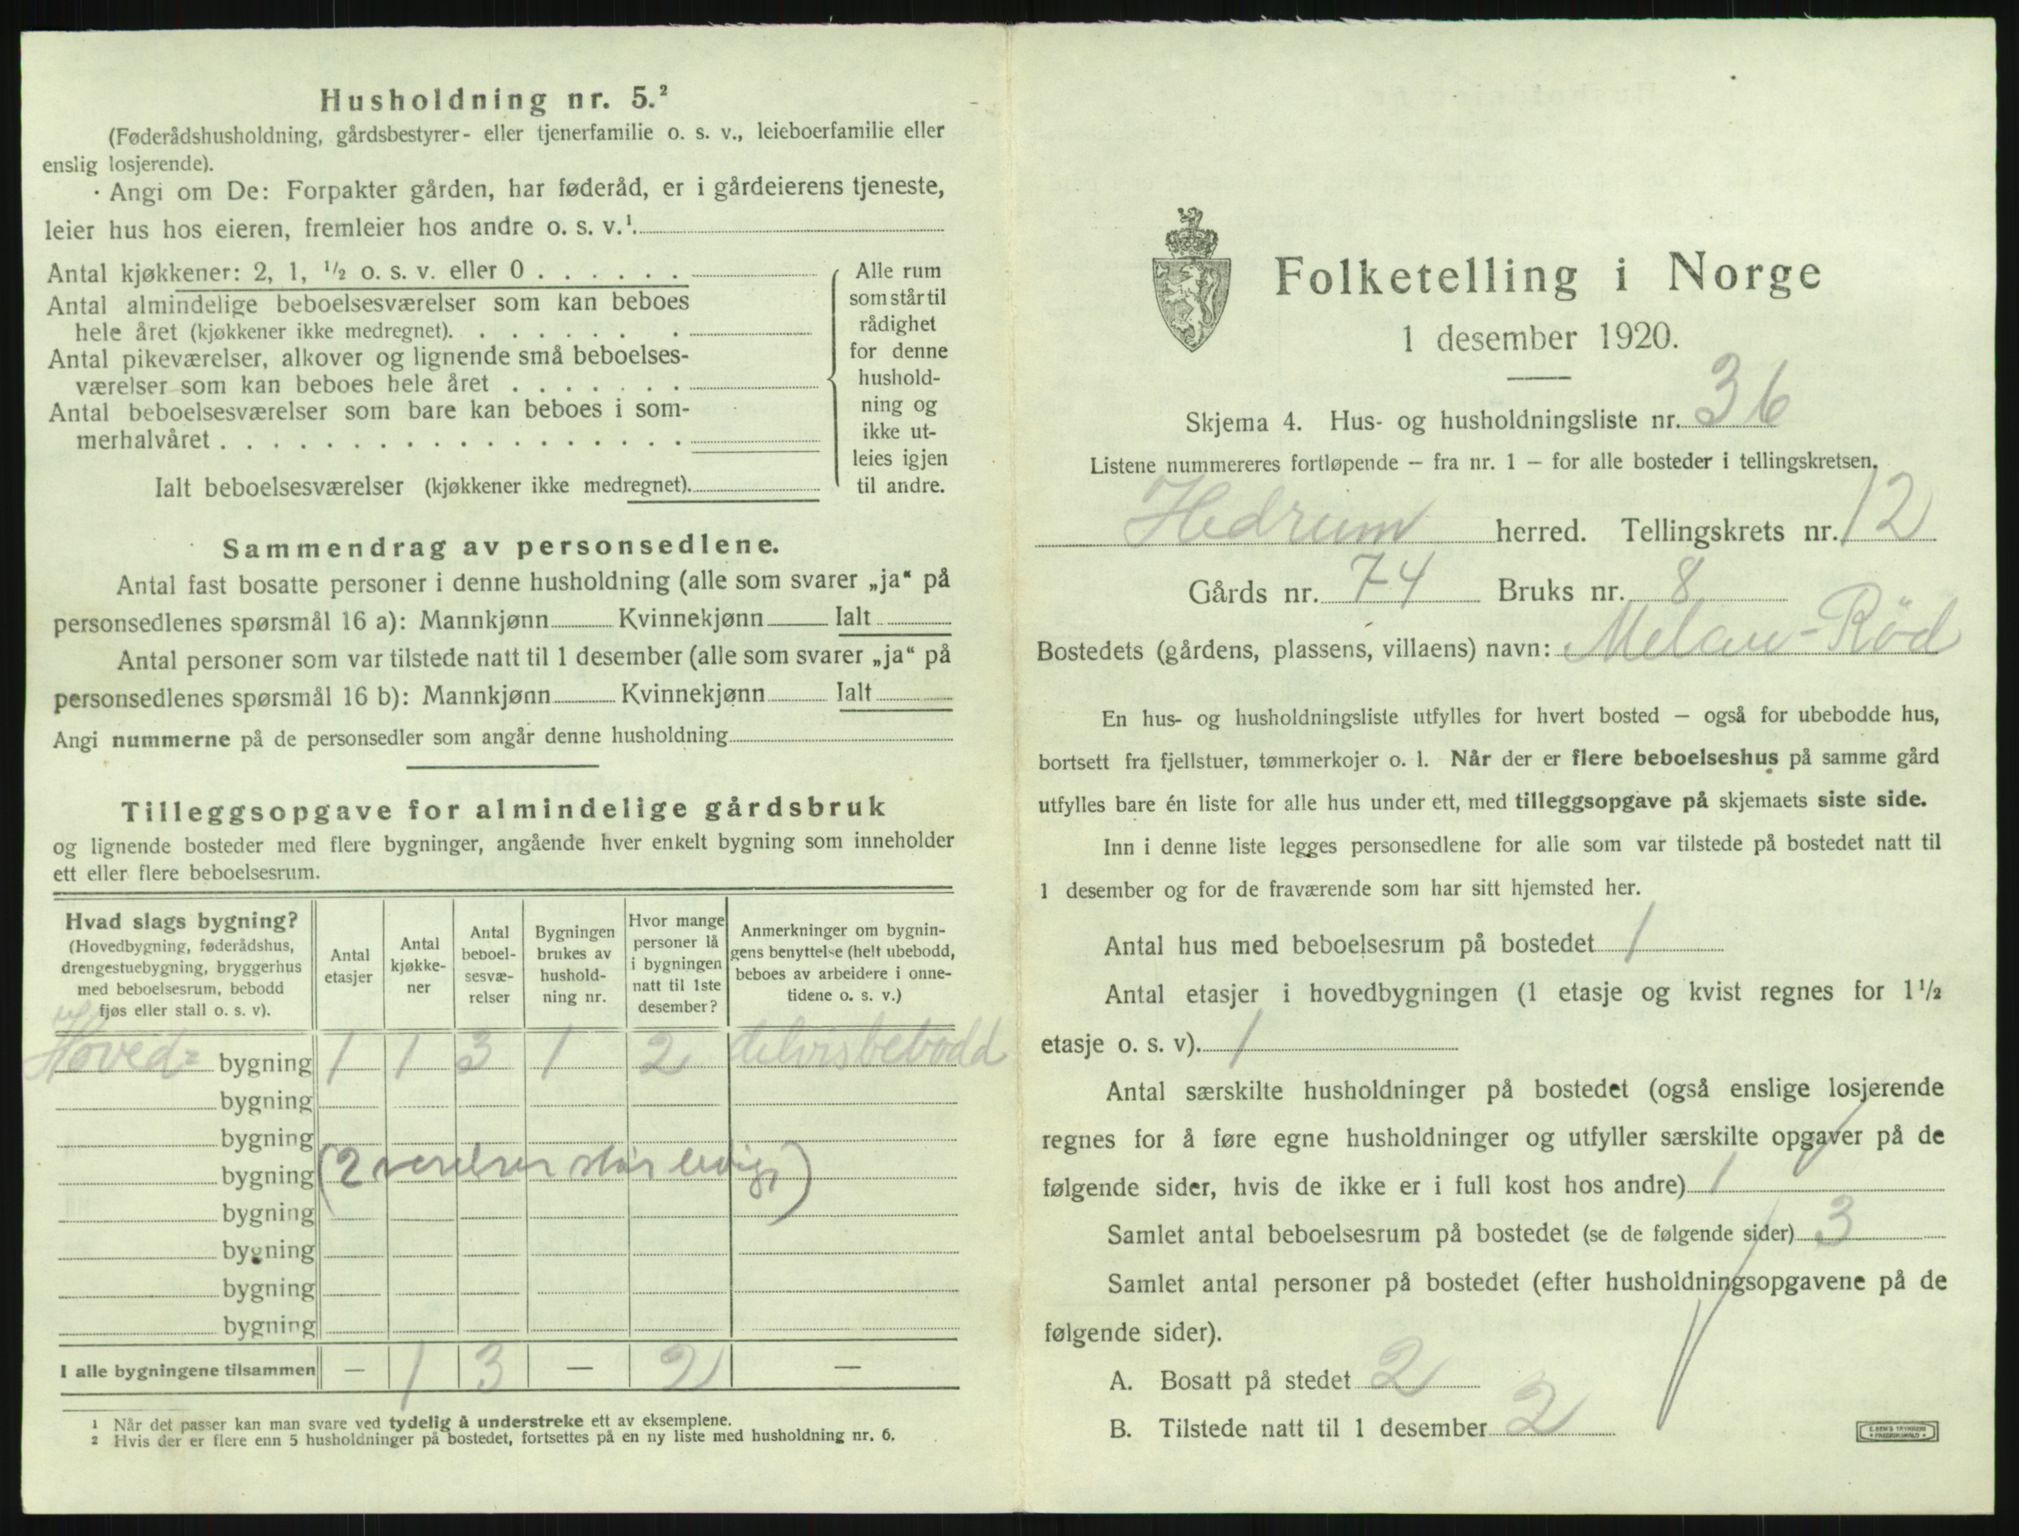 Husholdning nr. 5.²
(Føderådshusholdning, gårdsbestyrer- eller tjenerfamilie o. s. v., leieboerfamilie eller
enslig losjerende).
Angi om De: Forpakter gården, har føderåd, er i gårdeierens tjeneste,
leier hus hos eieren, fremleier hos andre o. s. v.¹
Antal kjøkkener: 2, 1, ½ o. s. v. eller 0
Antal almindelige beboelsesværelser som kan beboes
hele året (kjøkkener ikke medregnet).
Antal pikeværelser, alkover og lignende små beboelses-
værelser som kan beboes hele året
Antal beboelsesværelser som bare kan beboes i som-
merhalvåret
Ialt beboelsesværelser (kjøkkener ikke medregnet).
Alle rum
som står til
rådighet
for denne
hushold-
ning og
ikke ut-
leies igjen
til andre.
Sammendrag av personsedlene.
Antal fast bosatte personer i denne husholdning (alle som svarer „ja“ på
personsedlenes spørsmål 16 a): Mannkjønn Kvinnekjønn Ialt
Antal personer som var tilstede natt til 1 desember (alle som svarer „ja“ på
personsedlenes spørsmål 16 b): Mannkjønn Kvinnekjønn Ialt
Angi nummerne på de personsedler som angår denne husholdning
Tilleggsopgave for almindelige gårdsbruk
og lignende bosteder med flere bygninger, angående hver enkelt bygning som inneholder
ett eller flere beboelsesrum.
Hvad slags bygning?
(Hovedbygning, føderådshus,
drengestuebygning, bryggerhus
med beboelsesrum, bebodd
fjøs eller stall o. s. v).
Antal
etasjer
Antal
kjøkke-
ner
Antal
beboel-
sesvæ-
relser
Bygningen
brukes av
hushold-
ning nr.
Hvor mange
personer lå
i bygningen
natt til 1ste
desember?
Anmerkninger om bygnin-
gens benyttelse (helt ubebodd,
beboes av arbeidere i onne-
tidene o. s. v.)
Hoved= bygning 1 1 3 1 2 delvis bebodd
bygning
bygning
bygning (2 værelser står ledige)
bygning
bygning
bygning
bygning
I alle bygningene tilsammen — 1 3 — 2 —
¹ Når det passer kan man svare ved tydelig å understreke ett av eksemplene.
² Hvis der er flere enn 5 husholdninger på bostedet, fortsettes på en ny liste med husholdning nr. 6.
Folketelling i Norge
1 desember 1920.
Skjema 4. Hus- og husholdningsliste nr. 36
Listene nummereres fortløpende – fra nr. 1 – for alle bosteder i tellingskretsen.
Hedrum herred. Tellingskrets nr. 12
Gårds nr. 74 Bruks nr. 8
Bostedets (gårdens, plassens, villaens) navn: Melau-Rød
En hus- og husholdningsliste utfylles for hvert bosted – også for ubebodde hus,
bortsett fra fjellstuer, tømmerkojer o. l. Når der er flere beboelseshus på samme gård
utfylles bare én liste for alle hus under ett, med tilleggsopgave på skjemaets siste side.
Inn i denne liste legges personsedlene for alle som var tilstede på bostedet natt til
1 desember og for de fraværende som har sitt hjemsted her.
Antal hus med beboelsesrum på bostedet 1
Antal etasjer i hovedbygningen (1 etasje og kvist regnes for 1½
etasje o. s. v). 1
Antal særskilte husholdninger på bostedet (også enslige losjerende
regnes for å føre egne husholdninger og utfyller særskilte opgaver på de
følgende sider, hvis de ikke er i full kost hos andre) 1
Samlet antal beboelsesrum på bostedet (se de følgende sider) 3
Samlet antal personer på bostedet (efter husholdningsopgavene på de
følgende sider).
A. Bosatt på stedet 2
B. Tilstede natt til 1 desember 2